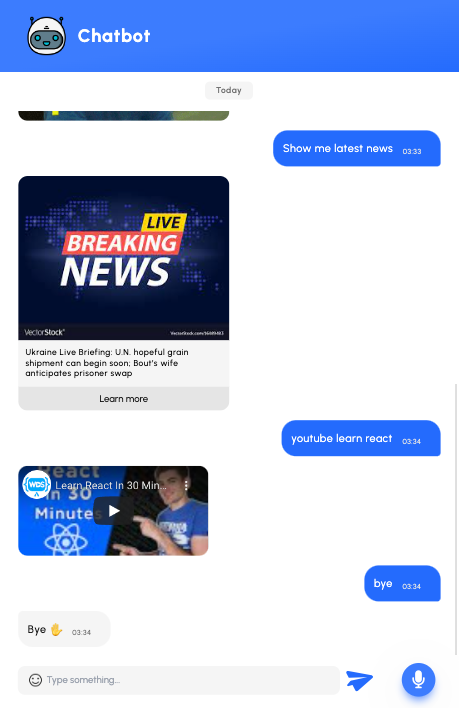 Chatbot
Today
Show me latest news 03:33
LIVE
BREAKING
NEWS
VectorStock®
VectorStock.com/16089483
Ukraine Live Briefing: U.N. hopeful grain
shipment can begin soon; Bout's wife
anticipates prisoner swap
Learn more
youtube learn react 03:34
React
WDS
Learn React In 30 Min...
In 30
Minutes
bye 03:34
Bye ✋ 03:34
Type something...